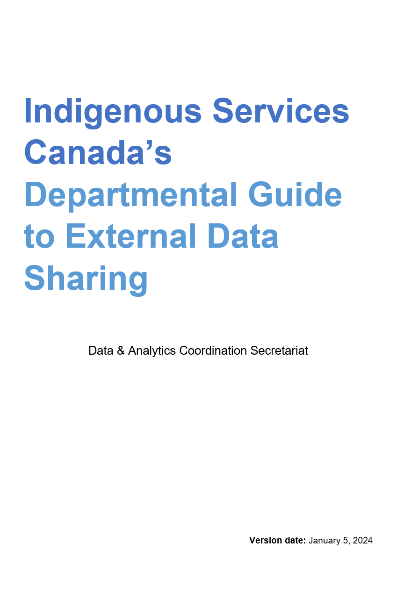 Indigenous Services
Canada’s
Departmental Guide
to External Data
Sharing
Data & Analytics Coordination Secretariat
Version date: January 5, 2024